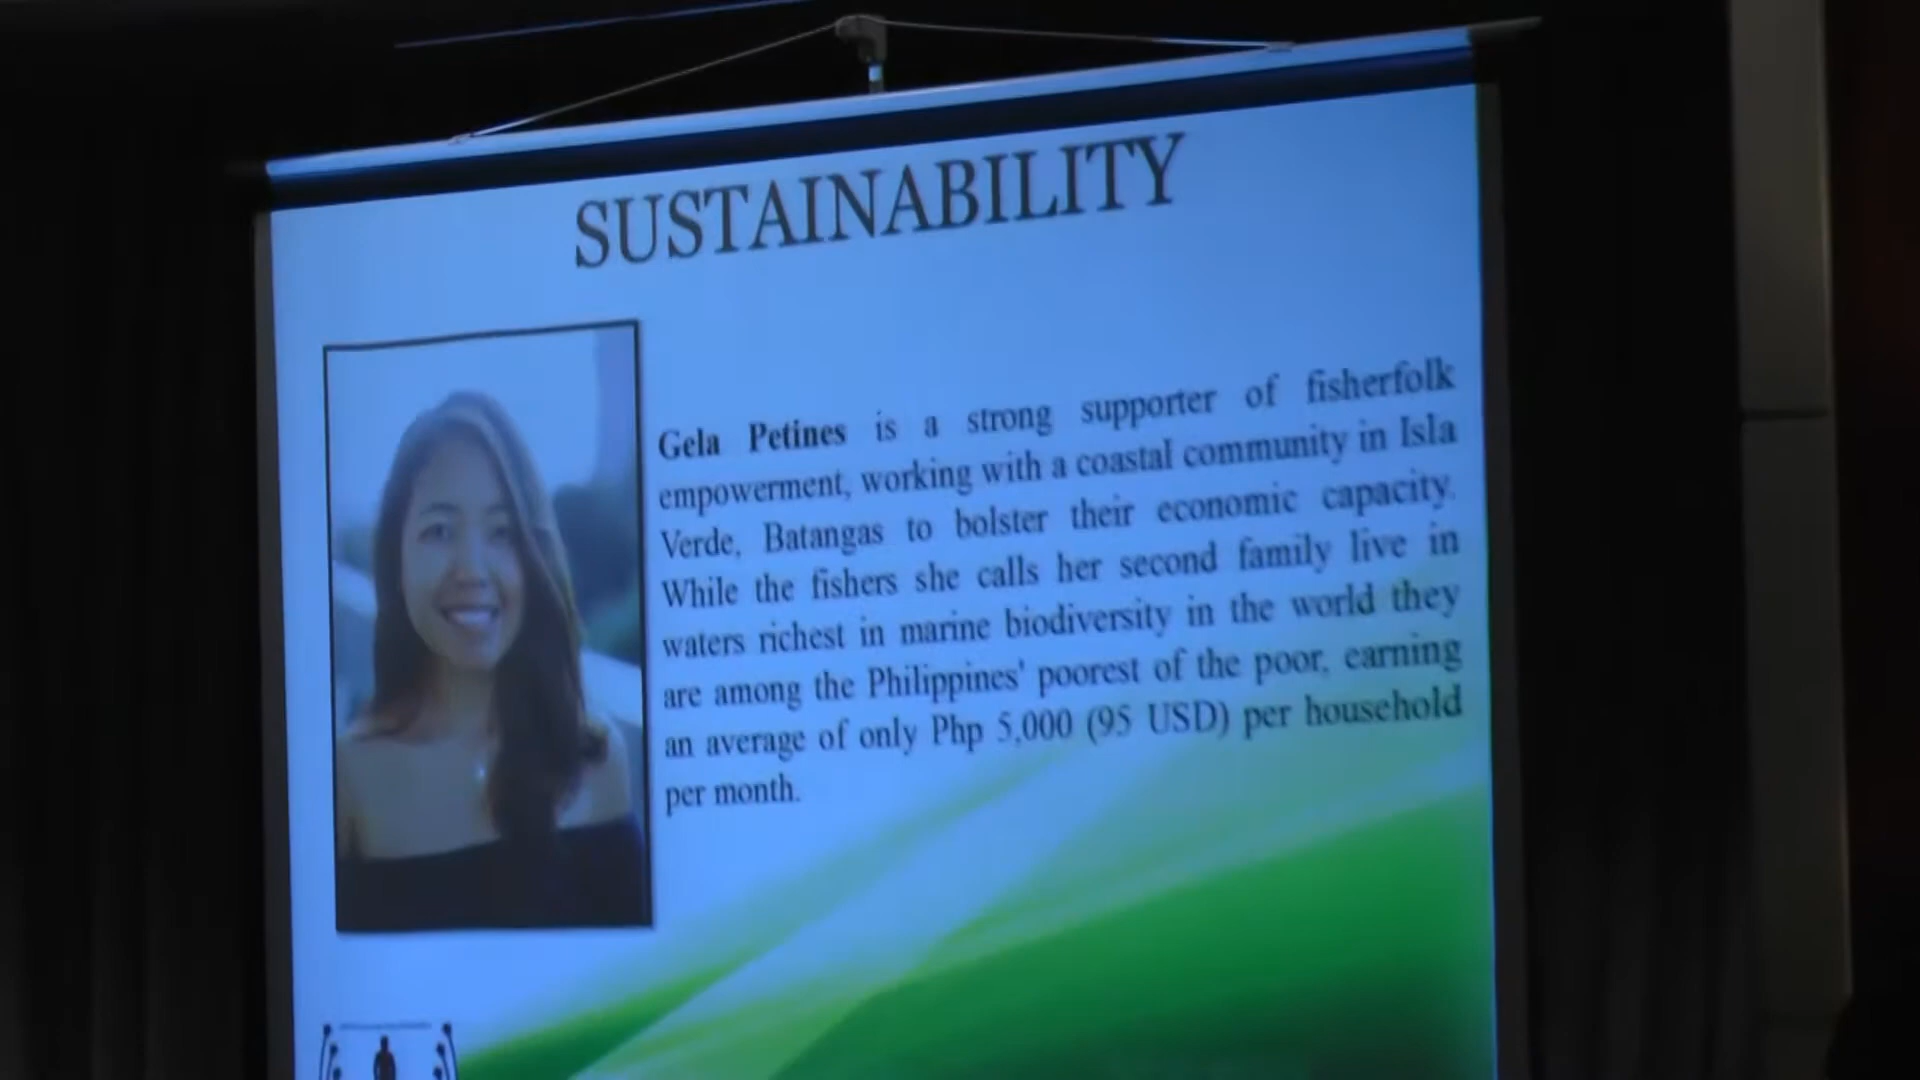 SUSTAINABILITY
Gela Petines is a strong supporter of fisherfolk
empowerment, working with a coastal community in Isla
Verde, Batangas to bolster their economic capacity.
While the fishers she calls her second family live in
waters richest in marine biodiversity in the world they
are among the Philippines' poorest of the poor, earning
an average of only Php 5,000 (95 USD) per household
per month.